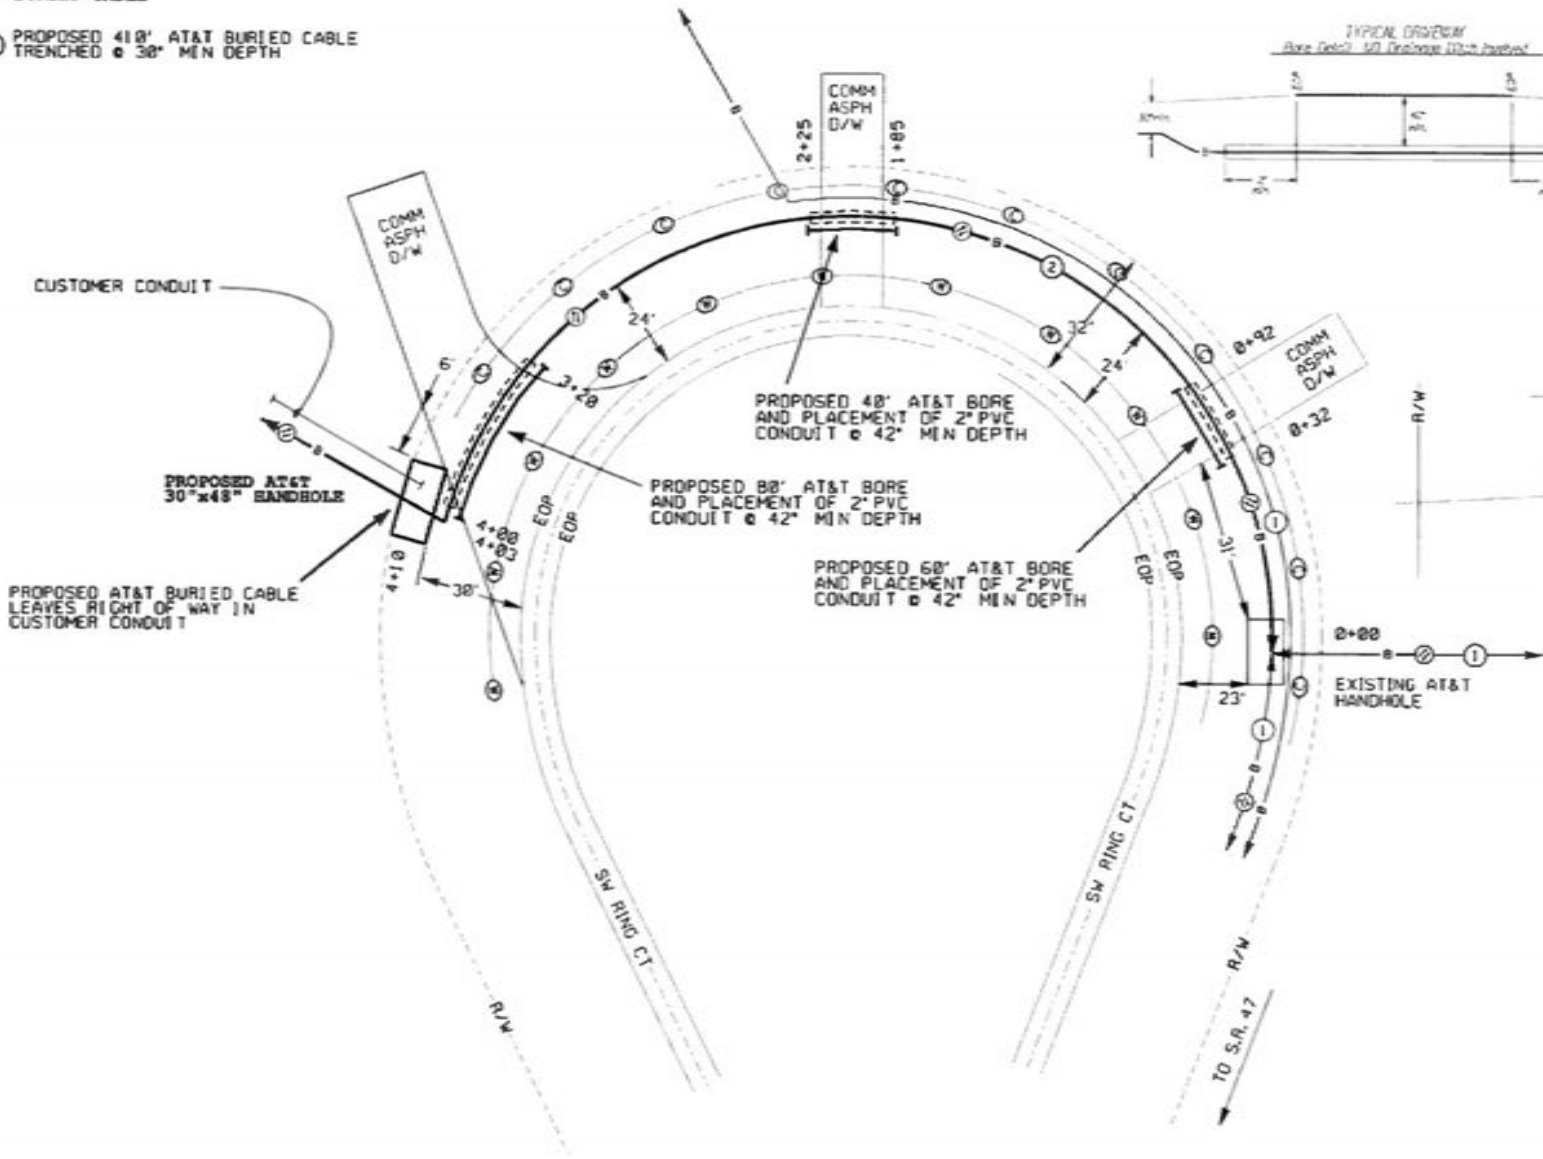 PROPOSED 410' AT&T BURIED CABLE
TRENCHED @ 30" MIN DEPTH
TYPICAL DRIVEWAY
COMM
ASPH
D/W
2+25
1+85
B
COMM
ASPH
D/W
CUSTOMER CONDUIT
24'
32'
24'
0+92
COMM
ASPH
D/W
0+32
R/W
6'
3+20
PROPOSED 40' AT&T BORE
AND PLACEMENT OF 2" PVC
CONDUIT @ 42" MIN DEPTH
PROPOSED AT&T
30"x48" HANDHOLE
PROPOSED 80' AT&T BORE
AND PLACEMENT OF 2" PVC
CONDUIT @ 42" MIN DEPTH
EOP
EOP
4+00
4+03
4+10
30'
PROPOSED 60' AT&T BORE
AND PLACEMENT OF 2" PVC
CONDUIT @ 42" MIN DEPTH
EOP
EOP
31'
PROPOSED AT&T BURIED CABLE
LEAVES RIGHT OF WAY IN
CUSTOMER CONDUIT
0+00
B
1
EXISTING AT&T
HANDHOLE
23'
1
2
1
SW RING CT
SW RING CT
R/W
R/W
TO S.R. 47